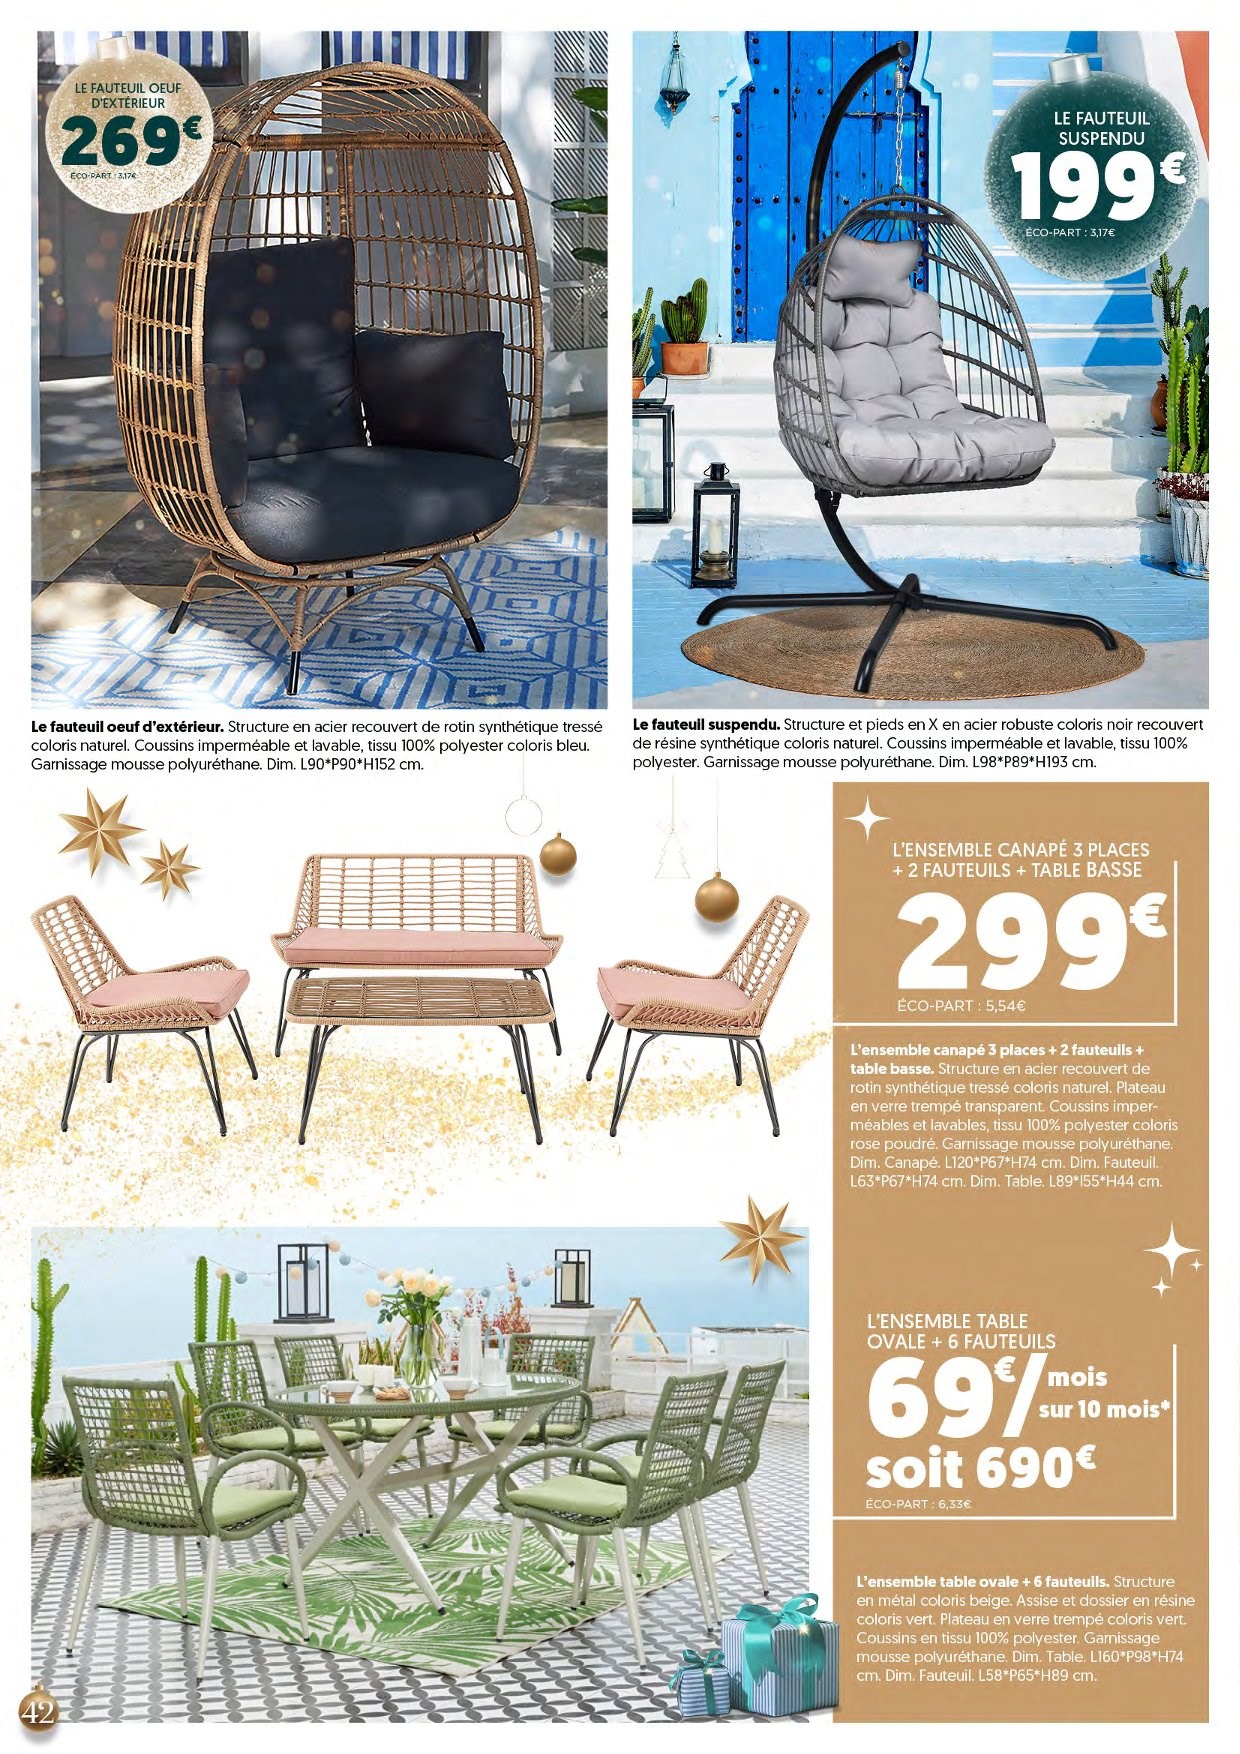 LE FAUTEUIL OEUF
D'EXTÉRIEUR
269€
ÉCO-PART : 3,17€
LE FAUTEUIL
SUSPENDU
199€
ÉCO-PART : 3,17€
Le fauteuil oeuf d'extérieur. Structure en acier recouvert de rotin synthétique tressé
coloris naturel. Coussins imperméable et lavable, tissu 100% polyester coloris bleu.
Garnissage mousse polyuréthane. Dim. L90*P90*H152 cm.
Le fauteuil suspendu. Structure et pieds en X en acier robuste coloris noir recouvert
de résine synthétique coloris naturel. Coussins imperméable et lavable, tissu 100%
polyester. Garnissage mousse polyuréthane. Dim. L98*P89*H193 cm.
L'ENSEMBLE CANAPÉ 3 PLACES
+ 2 FAUTEUILS + TABLE BASSE
299€
ÉCO-PART : 5,54€
L'ensemble canapé 3 places + 2 fauteuils +
table basse. Structure en acier recouvert de
rotin synthétique tressé coloris naturel. Plateau
en verre trempé transparent. Coussins imper-
méables et lavables, tissu 100% polyester coloris
rose poudré. Garnissage mousse polyuréthane.
Dim. Canapé. L120*P67*H74 cm. Dim. Fauteuil.
L63*P67*H74 cm. Dim. Table. L89*l55*H44 cm.
L'ENSEMBLE TABLE
OVALE + 6 FAUTEUILS
69€/mois
sur 10 mois*
soit 690€
ÉCO-PART : 6,33€
L'ensemble table ovale + 6 fauteuils. Structure
en métal coloris beige. Assise et dossier en résine
coloris vert. Plateau en verre trempé coloris vert.
Coussins en tissu 100% polyester. Garnissage
mousse polyuréthane. Dim. Table. L160*P98*H74
cm. Dim. Fauteuil. L58*P65*H89 cm.
42